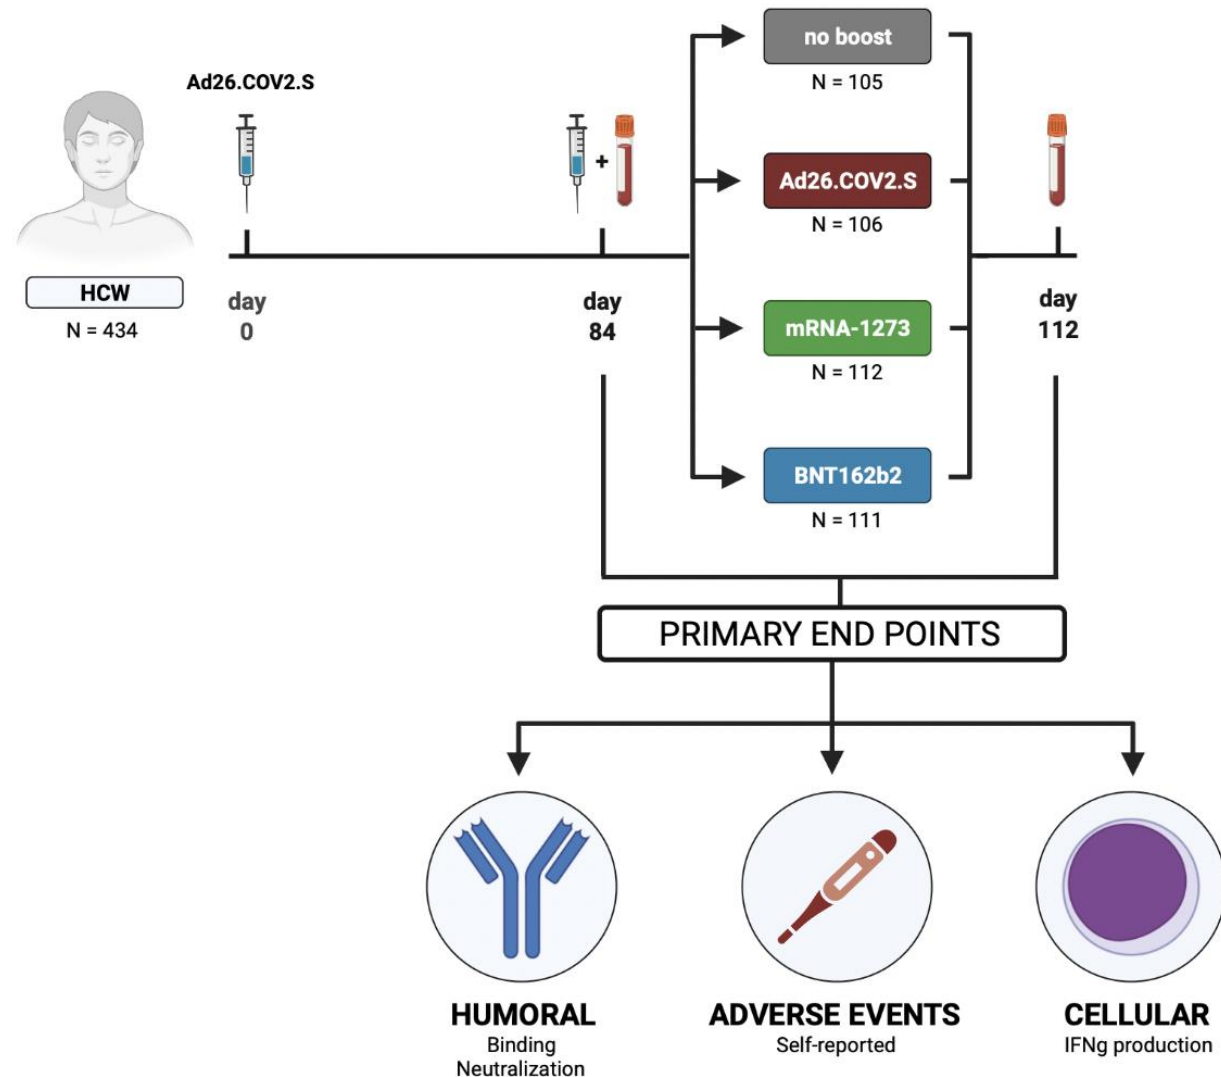 Ad26.COV2.S
HCW
N = 434
day
0
+
day
84
no boost
N = 105
Ad26.COV2.S
N = 106
mRNA-1273
N = 112
BNT162b2
N = 111
day
112
PRIMARY END POINTS
HUMORAL
Binding
Neutralization
ADVERSE EVENTS
Self-reported
CELLULAR
IFNg production